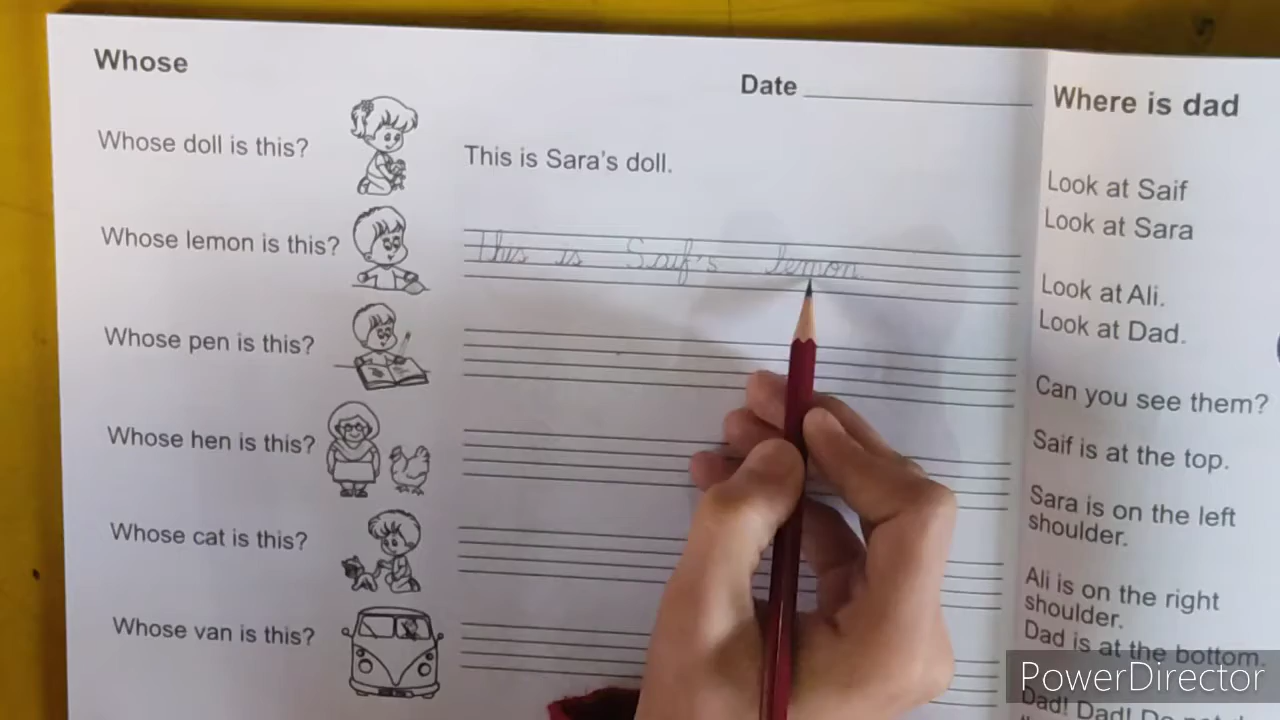 Whose
Date
Whose doll is this?
This is Sara's doll.
Whose lemon is this?
This is Saif's lemon
Whose pen is this?
Whose hen is this?
Whose cat is this?
Whose van is this?
Where is dad
Look at Saif
Look at Sara
Look at Ali.
Look at Dad.
Can you see them?
Saif is at the top.
Sara is on the left
shoulder.
Ali is on the right
shoulder.
Dad is at the bottom.
Dad! Dad! Do not
PowerDirector